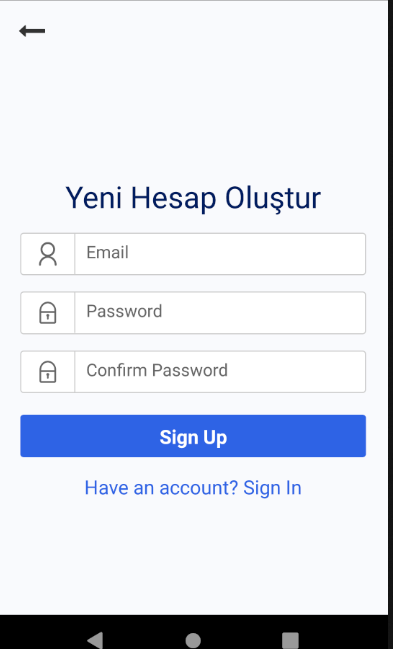 Yeni Hesap Oluştur
Email
Password
Confirm Password
Sign Up
Have an account? Sign In